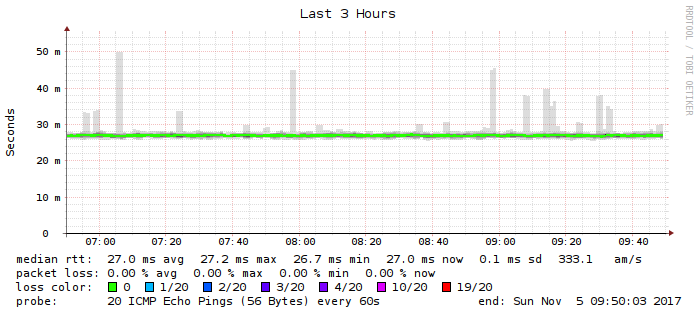 Last 3 Hours
RRDTOOL / TOBI OETIKER
Seconds
50 m
40 m
30 m
20 m
10 m
0
07:00 07:20 07:40 08:00 08:20 08:40 09:00 09:20 09:40
median rtt: 27.0 ms avg 27.2 ms max 26.7 ms min 27.0 ms now 0.1 ms sd 333.1 am/s
packet loss: 0.00 % avg 0.00 % max 0.00 % min 0.00 % now
loss color: 0 1/20 2/20 3/20 4/20 10/20 19/20
probe: 20 ICMP Echo Pings (56 Bytes) every 60s end: Sun Nov 5 09:50:03 2017